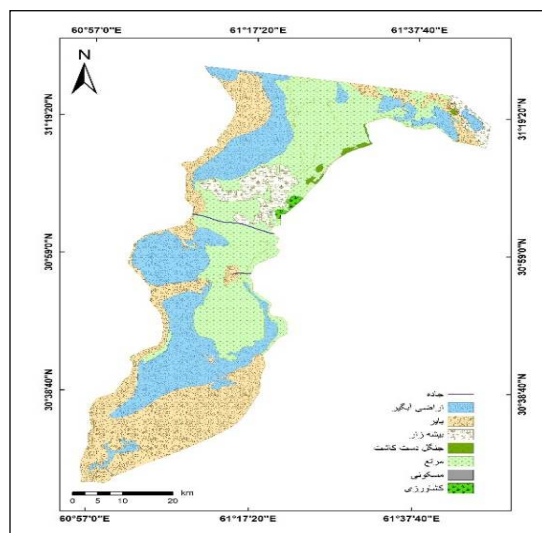 60°57'0"E 61°17'20"E 61°37'40"E
N
31°19'20"N 31°19'20"N
30°59'0"N 30°59'0"N
30°38'40"N 30°38'40"N
جاده
اراضی آبگیر
بایر
بیشه زار
جنگل دست کاشت
مرتع
مسکونی
کشاورزی
km
0 5 10 20
60°57'0"E 61°17'20"E 61°37'40"E